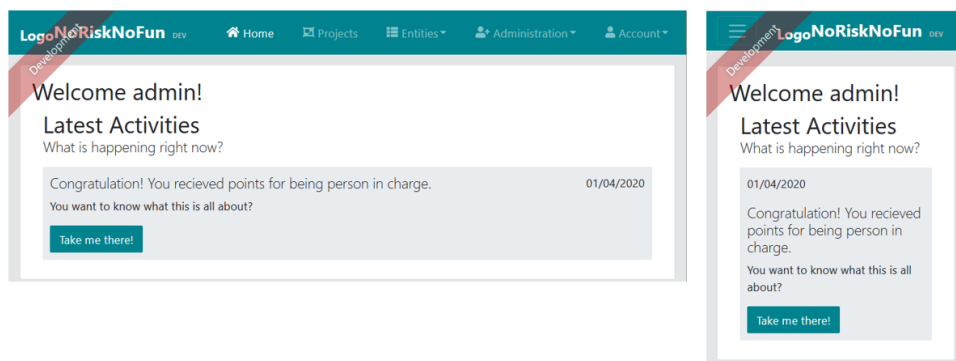 LogoNoRiskNoFun DEV Home Projects Entities Administration Account
Development
Welcome admin!
Latest Activities
What is happening right now?
Congratulation! You recieved points for being person in charge. 01/04/2020
You want to know what this is all about?
Take me there!
LogoNoRiskNoFun DEV
Development
Welcome admin!
Latest Activities
What is happening right now?
01/04/2020
Congratulation! You recieved
points for being person in
charge.
You want to know what this is all
about?
Take me there!